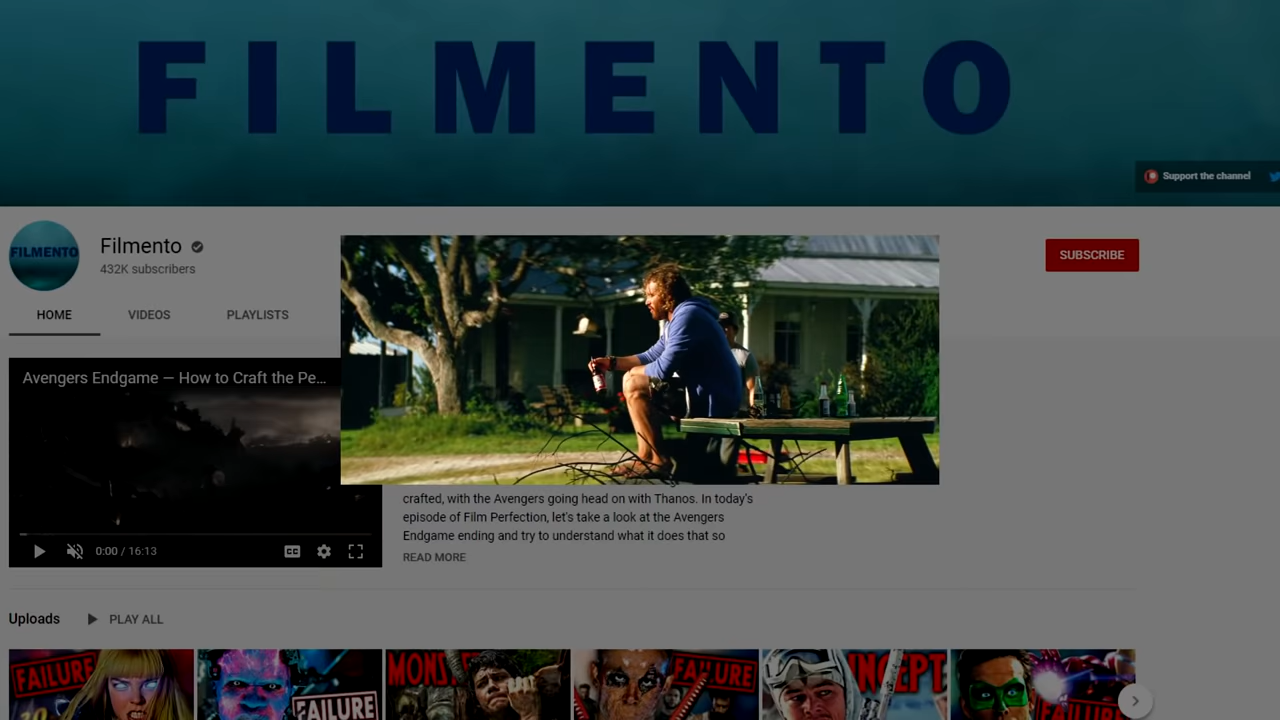 FILMENTO
Support the channel
FILMENTO
Filmento
432K subscribers
SUBSCRIBE
HOME
VIDEOS
PLAYLISTS
Avengers Endgame — How to Craft the Pe...
crafted, with the Avengers going head on with Thanos. In today's
episode of Film Perfection, let's take a look at the Avengers
Endgame ending and try to understand what it does that so
READ MORE
0:00 / 16:13
CC
Uploads
PLAY ALL
FAILURE
FAILURE
MONS
FAILURE
NCEPT
FAILURE